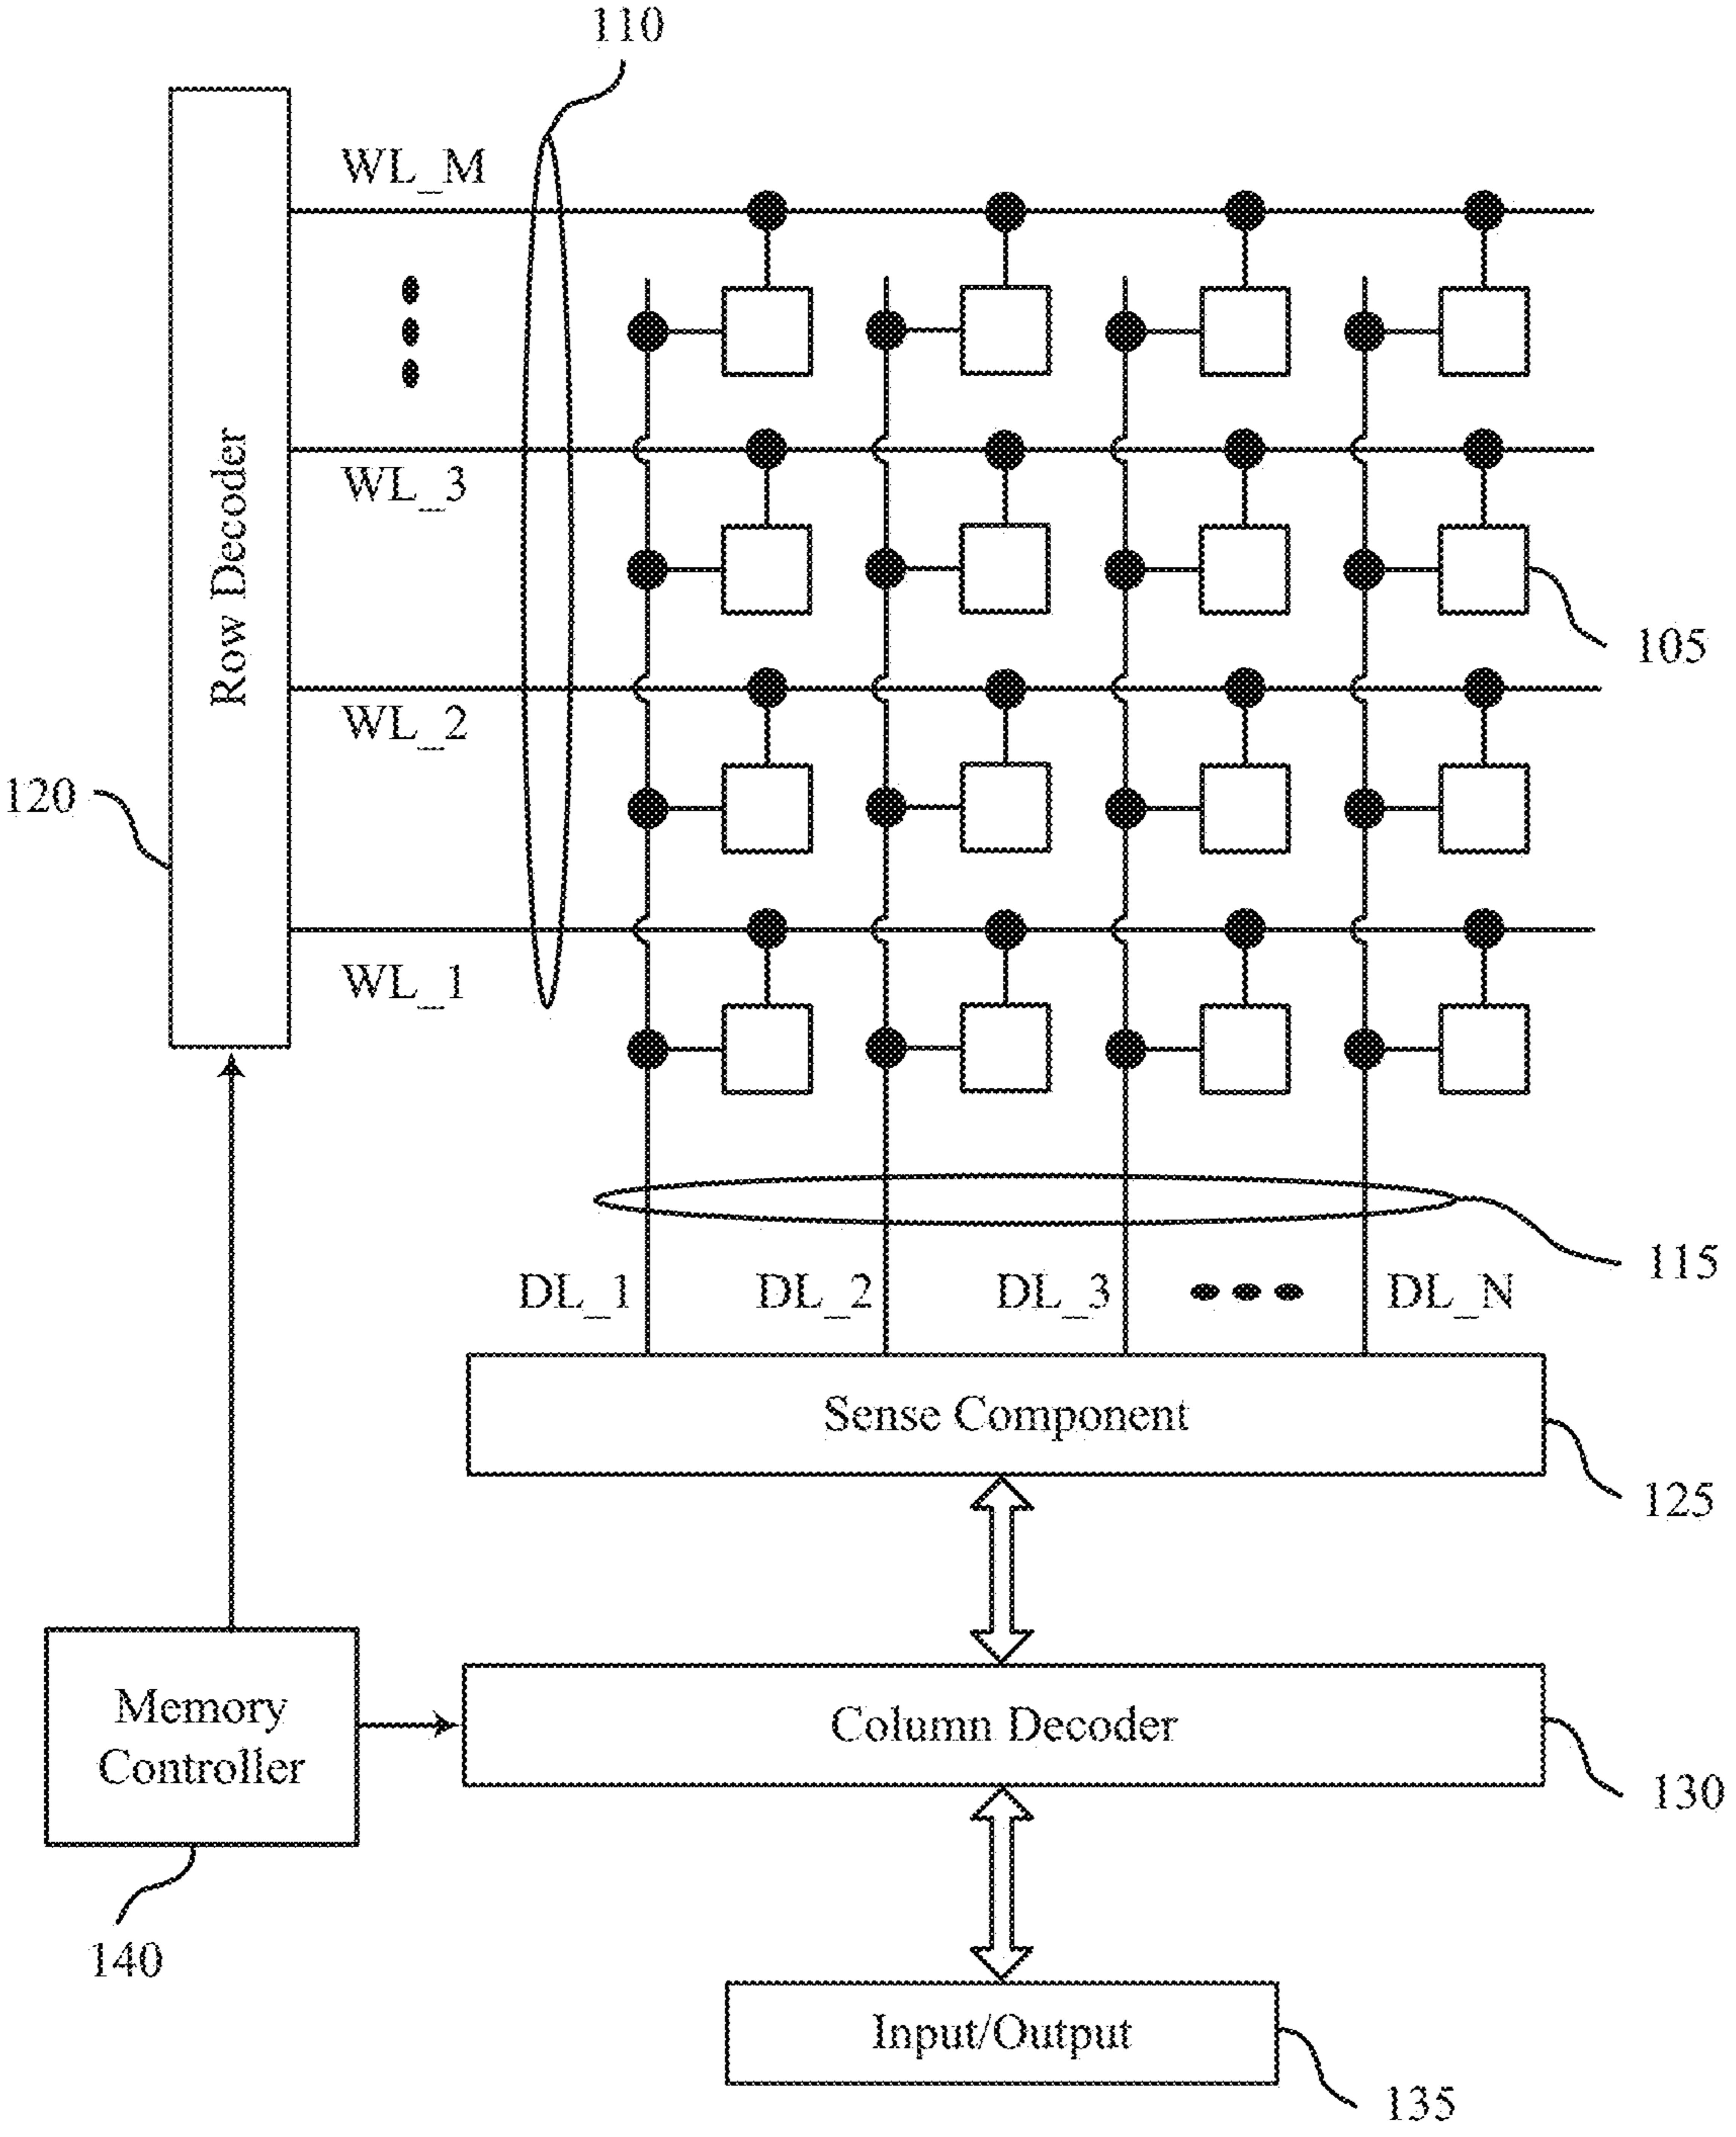 110
WL_M
WL_3
Row Decoder
105
WL_2
120
WL_1
115
DL_1 DL_2 DL_3 DL_N
Sense Component
125
Memory
Controller
Column Decoder
130
140
Input/Output
135